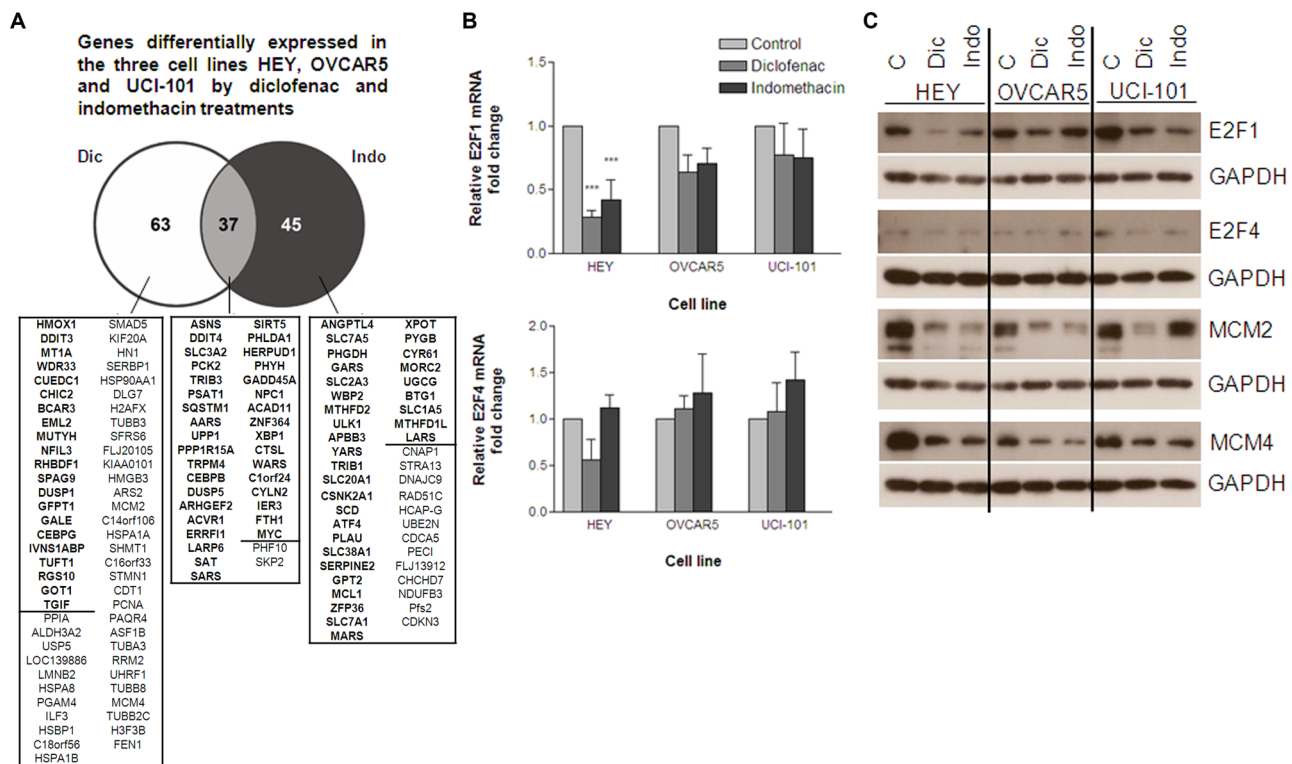 A
Genes differentially expressed in
the three cell lines HEY, OVCAR5
and UCI-101 by diclofenac and
indomethacin treatments
Dic
Indo
63
37
45
HMOX1 SMAD5
DDIT3 KIF20A
MT1A HN1
WDR33 SERBP1
CUEDC1 HSP90AA1
CHIC2 DLG7
BCAR3 H2AFX
EML2 TUBB3
MUTYH SFRS6
NFIL3 FLJ20105
RHBDF1 KIAA0101
SPAG9 HMGB3
DUSP1 ARS2
GFPT1 MCM2
GALE C14orf106
CEBPG HSPA1A
IVNS1ABP SHMT1
TUFT1 C16orf33
RGS10 STMN1
GOT1 CDT1
TGIF PCNA
PPIA PAQR4
ALDH3A2 ASF1B
USP5 TUBA3
LOC139886 RRM2
LMNB2 UHRF1
HSPA8 TUBB8
PGAM4 MCM4
ILF3 TUBB2C
HSBP1 H3F3B
C18orf56 FEN1
HSPA1B
ASNS SIRT5
DDIT4 PHLDA1
SLC3A2 HERPUD1
PCK2 PHYH
TRIB3 GADD45A
PSAT1 NPC1
SQSTM1 ACAD11
AARS ZNF364
UPP1 XBP1
PPP1R15A CTSL
TRPM4 WARS
CEBPB C1orf24
DUSP5 CYLN2
ARHGEF2 IER3
ACVR1 FTH1
ERRFI1 MYC
LARP6 PHF10
SAT SKP2
SARS
ANGPTL4 XPOT
SLC7A5 PYGB
PHGDH CYR61
GARS MORC2
SLC2A3 UGCG
WBP2 BTG1
MTHFD2 SLC1A5
ULK1 MTHFD1L
APBB3 LARS
YARS CNAP1
TRIB1 STRA13
SLC20A1 DNAJC9
CSNK2A1 RAD51C
SCD HCAP-G
ATF4 UBE2N
PLAU CDCA5
SLC38A1 PECI
SERPINE2 FLJ13912
GPT2 CHCHD7
MCL1 NDUFB3
ZFP36 Pfs2
SLC7A1 CDKN3
MARS
B
Control
Diclofenac
Indomethacin
Relative E2F1 mRNA
fold change
1.5
1.0
0.5
0.0
***
***
HEY OVCAR5 UCI-101
Cell line
Relative E2F4 mRNA
fold change
2.0
1.5
1.0
0.5
0.0
HEY OVCAR5 UCI-101
Cell line
C
C Dic Indo C Dic Indo C Dic Indo
HEY OVCAR5 UCI-101
E2F1
GAPDH
E2F4
GAPDH
MCM2
GAPDH
MCM4
GAPDH